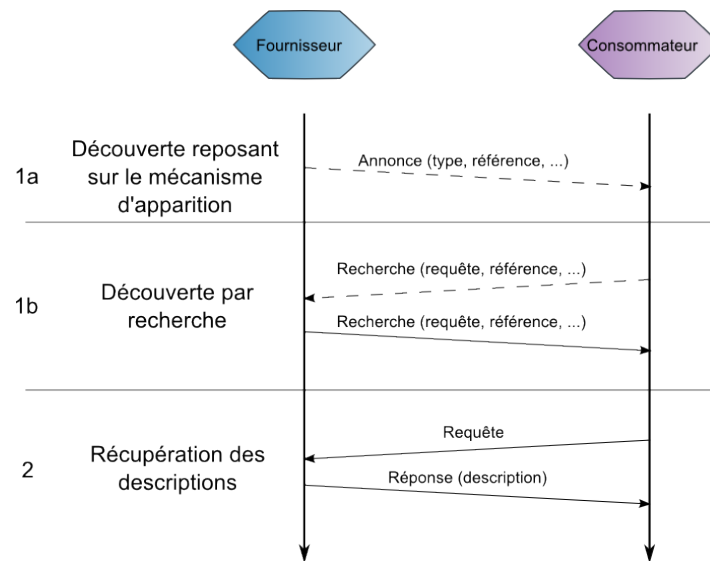 Fournisseur
Consommateur
1a
Découverte reposant
sur le mécanisme
d'apparition
Annonce (type, référence, ...)
1b
Découverte par
recherche
Recherche (requête, référence, ...)
Recherche (requête, référence, ...)
2
Récupération des
descriptions
Requête
Réponse (description)